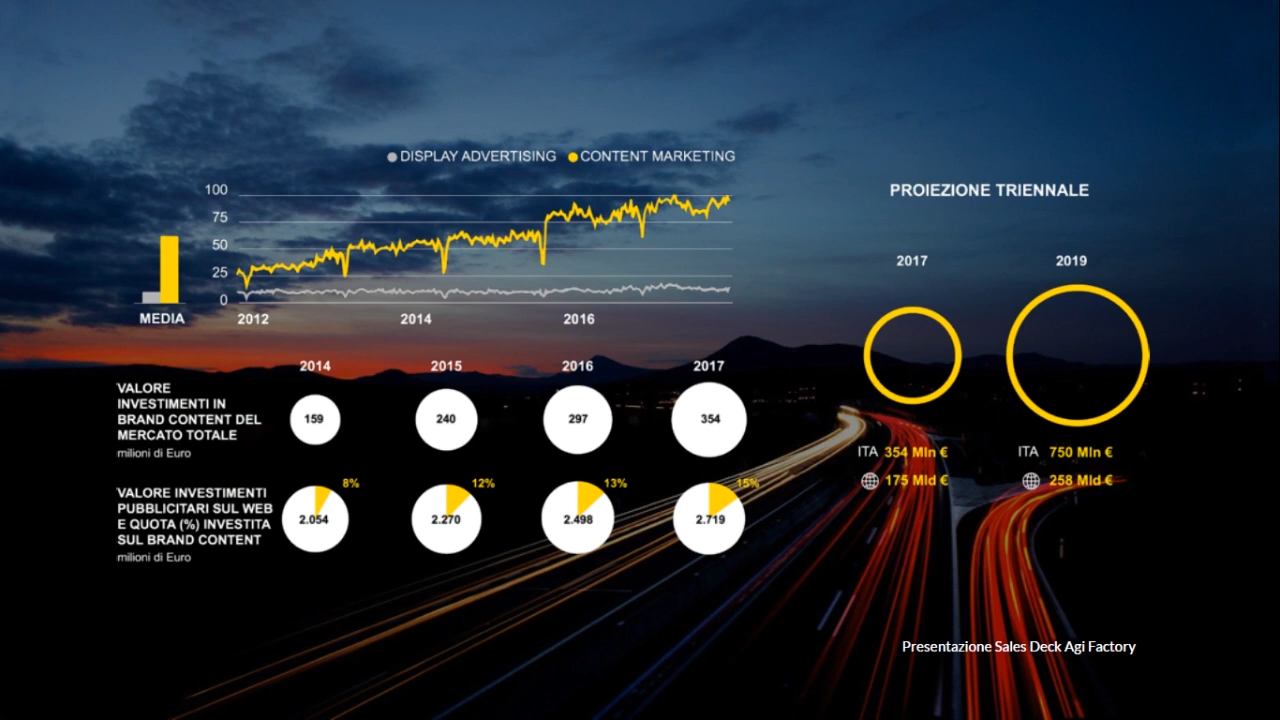 DISPLAY ADVERTISING CONTENT MARKETING
100
75
50
25
0
MEDIA
2012 2014 2016
2014 2015 2016 2017
VALORE
INVESTIMENTI IN
BRAND CONTENT DEL
MERCATO TOTALE
milioni di Euro
159 240 297 354
VALORE INVESTIMENTI
PUBBLICITARI SUL WEB
E QUOTA (%) INVESTITA
SUL BRAND CONTENT
milioni di Euro
8% 12% 13% 15%
2.054 2.270 2.498 2.719
PROIEZIONE TRIENNALE
2017 2019
ITA 354 Mln € ITA 750 Mln €
175 Mld € 258 Mld €
Presentazione Sales Deck Agi Factory